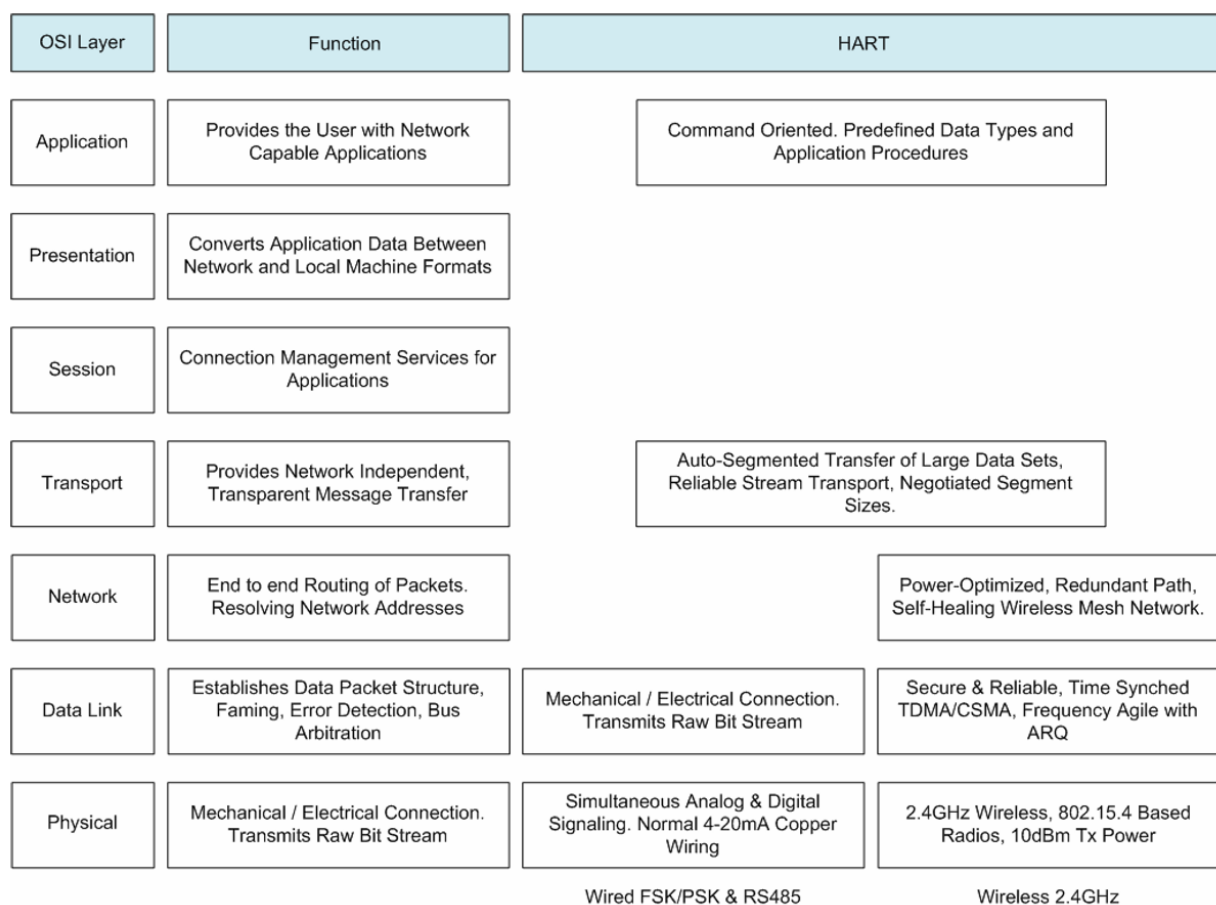 OSI Layer
Function
HART
Application
Provides the User with Network
Capable Applications
Command Oriented. Predefined Data Types and
Application Procedures
Presentation
Converts Application Data Between
Network and Local Machine Formats
Session
Connection Management Services for
Applications
Transport
Provides Network Independent,
Transparent Message Transfer
Auto-Segmented Transfer of Large Data Sets,
Reliable Stream Transport, Negotiated Segment
Sizes.
Network
End to end Routing of Packets.
Resolving Network Addresses
Power-Optimized, Redundant Path,
Self-Healing Wireless Mesh Network.
Data Link
Establishes Data Packet Structure,
Faming, Error Detection, Bus
Arbitration
Mechanical / Electrical Connection.
Transmits Raw Bit Stream
Secure & Reliable, Time Synched
TDMA/CSMA, Frequency Agile with
ARQ
Physical
Mechanical / Electrical Connection.
Transmits Raw Bit Stream
Simultaneous Analog & Digital
Signaling. Normal 4-20mA Copper
Wiring
2.4GHz Wireless, 802.15.4 Based
Radios, 10dBm Tx Power
Wired FSK/PSK & RS485
Wireless 2.4GHz